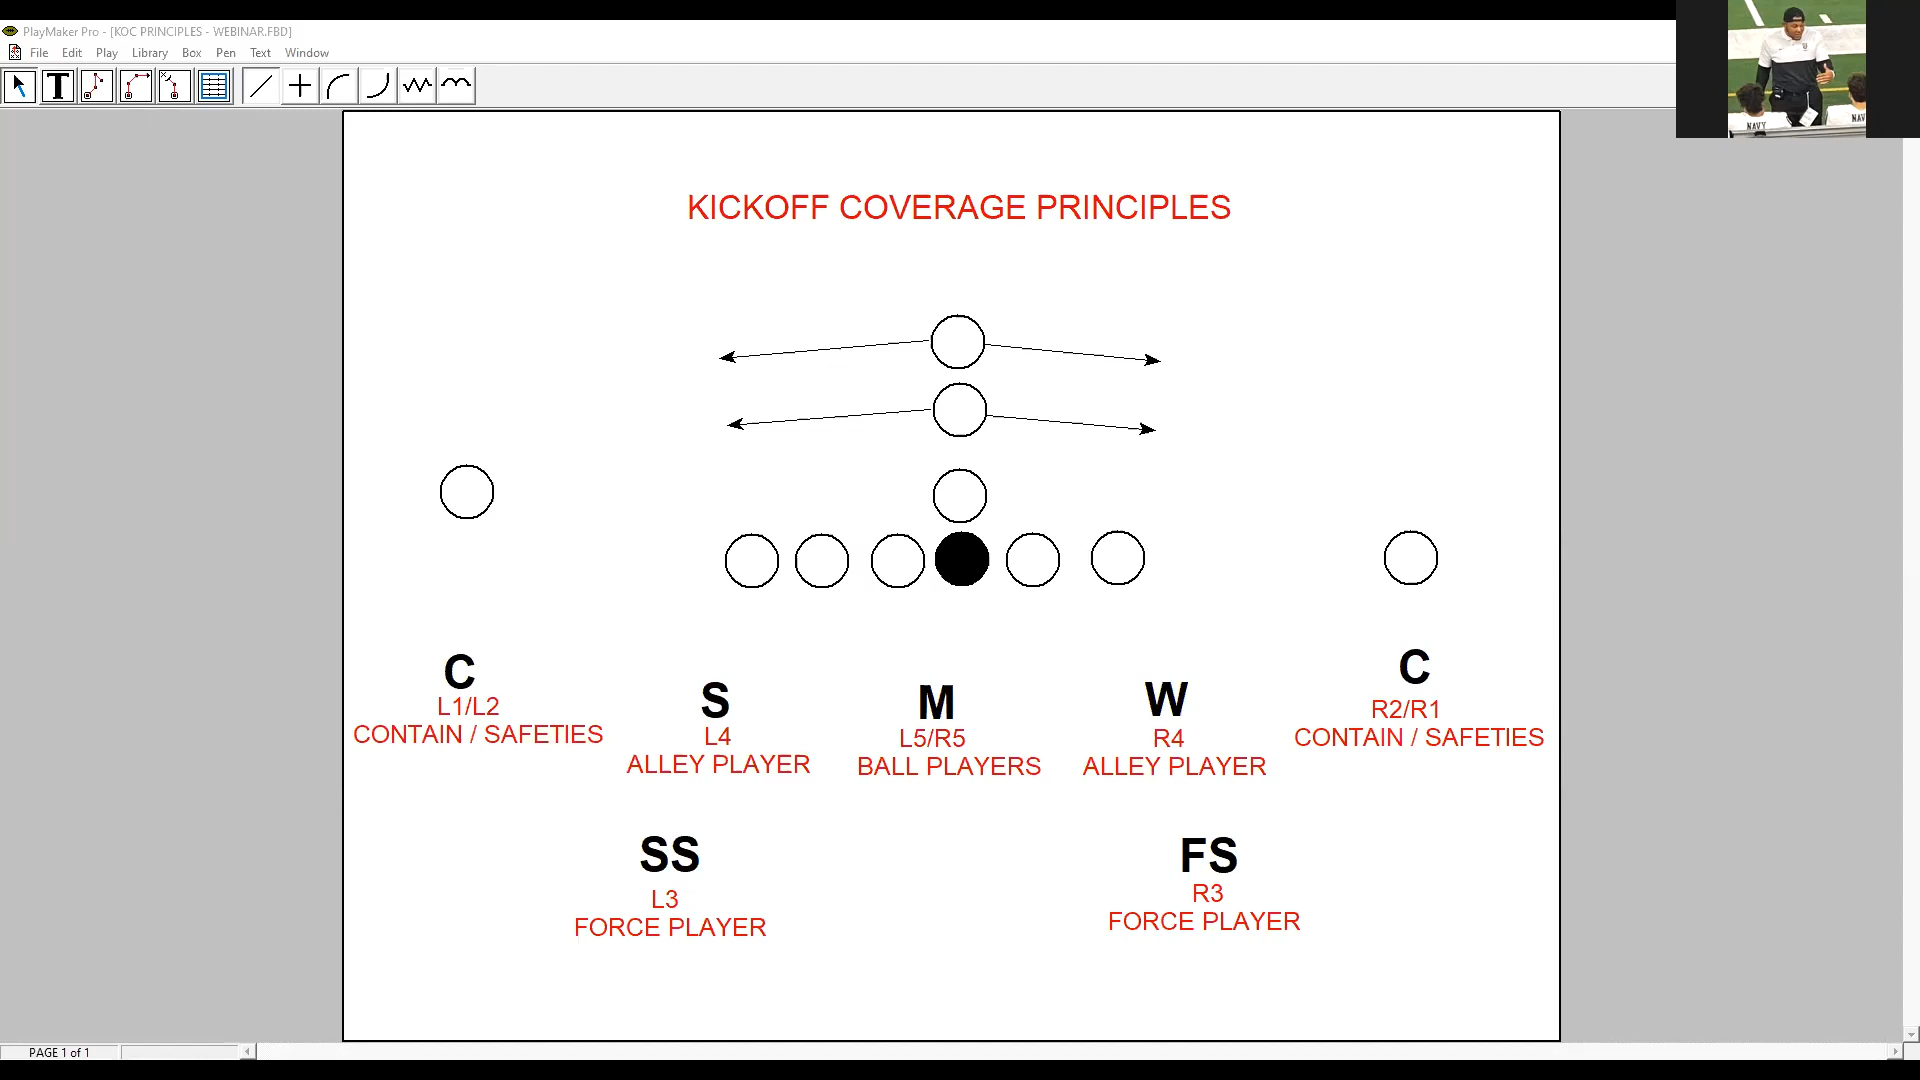 PlayMaker Pro - [KOC PRINCIPLES - WEBINAR.FBD]
File Edit Play Library Box Pen Text Window
T
NAVY
NAV
KICKOFF COVERAGE PRINCIPLES
C
L1/L2
CONTAIN / SAFETIES
S
L4
ALLEY PLAYER
M
L5/R5
BALL PLAYERS
W
R4
ALLEY PLAYER
C
R2/R1
CONTAIN / SAFETIES
SS
L3
FORCE PLAYER
FS
R3
FORCE PLAYER
PAGE 1 of 1